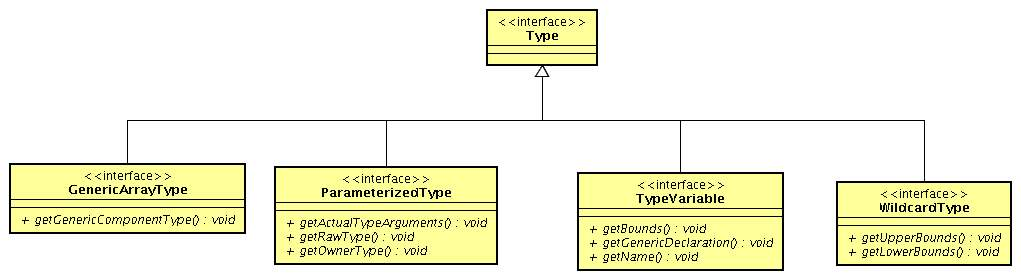 <<interface>>
Type
<<interface>>
GenericArrayType
+ getGenericComponentType() : void
<<interface>>
ParameterizedType
+ getActualTypeArguments() : void
+ getRawType() : void
+ getOwnerType() : void
<<interface>>
TypeVariable
+ getBounds() : void
+ getGenericDeclaration() : void
+ getName() : void
<<interface>>
WildcardType
+ getUpperBounds() : void
+ getLowerBounds() : void